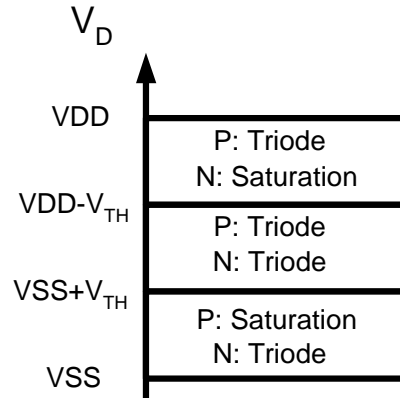 V_D
VDD
P: Triode
N: Saturation
VDD-V_TH
P: Triode
N: Triode
VSS+V_TH
P: Saturation
N: Triode
VSS